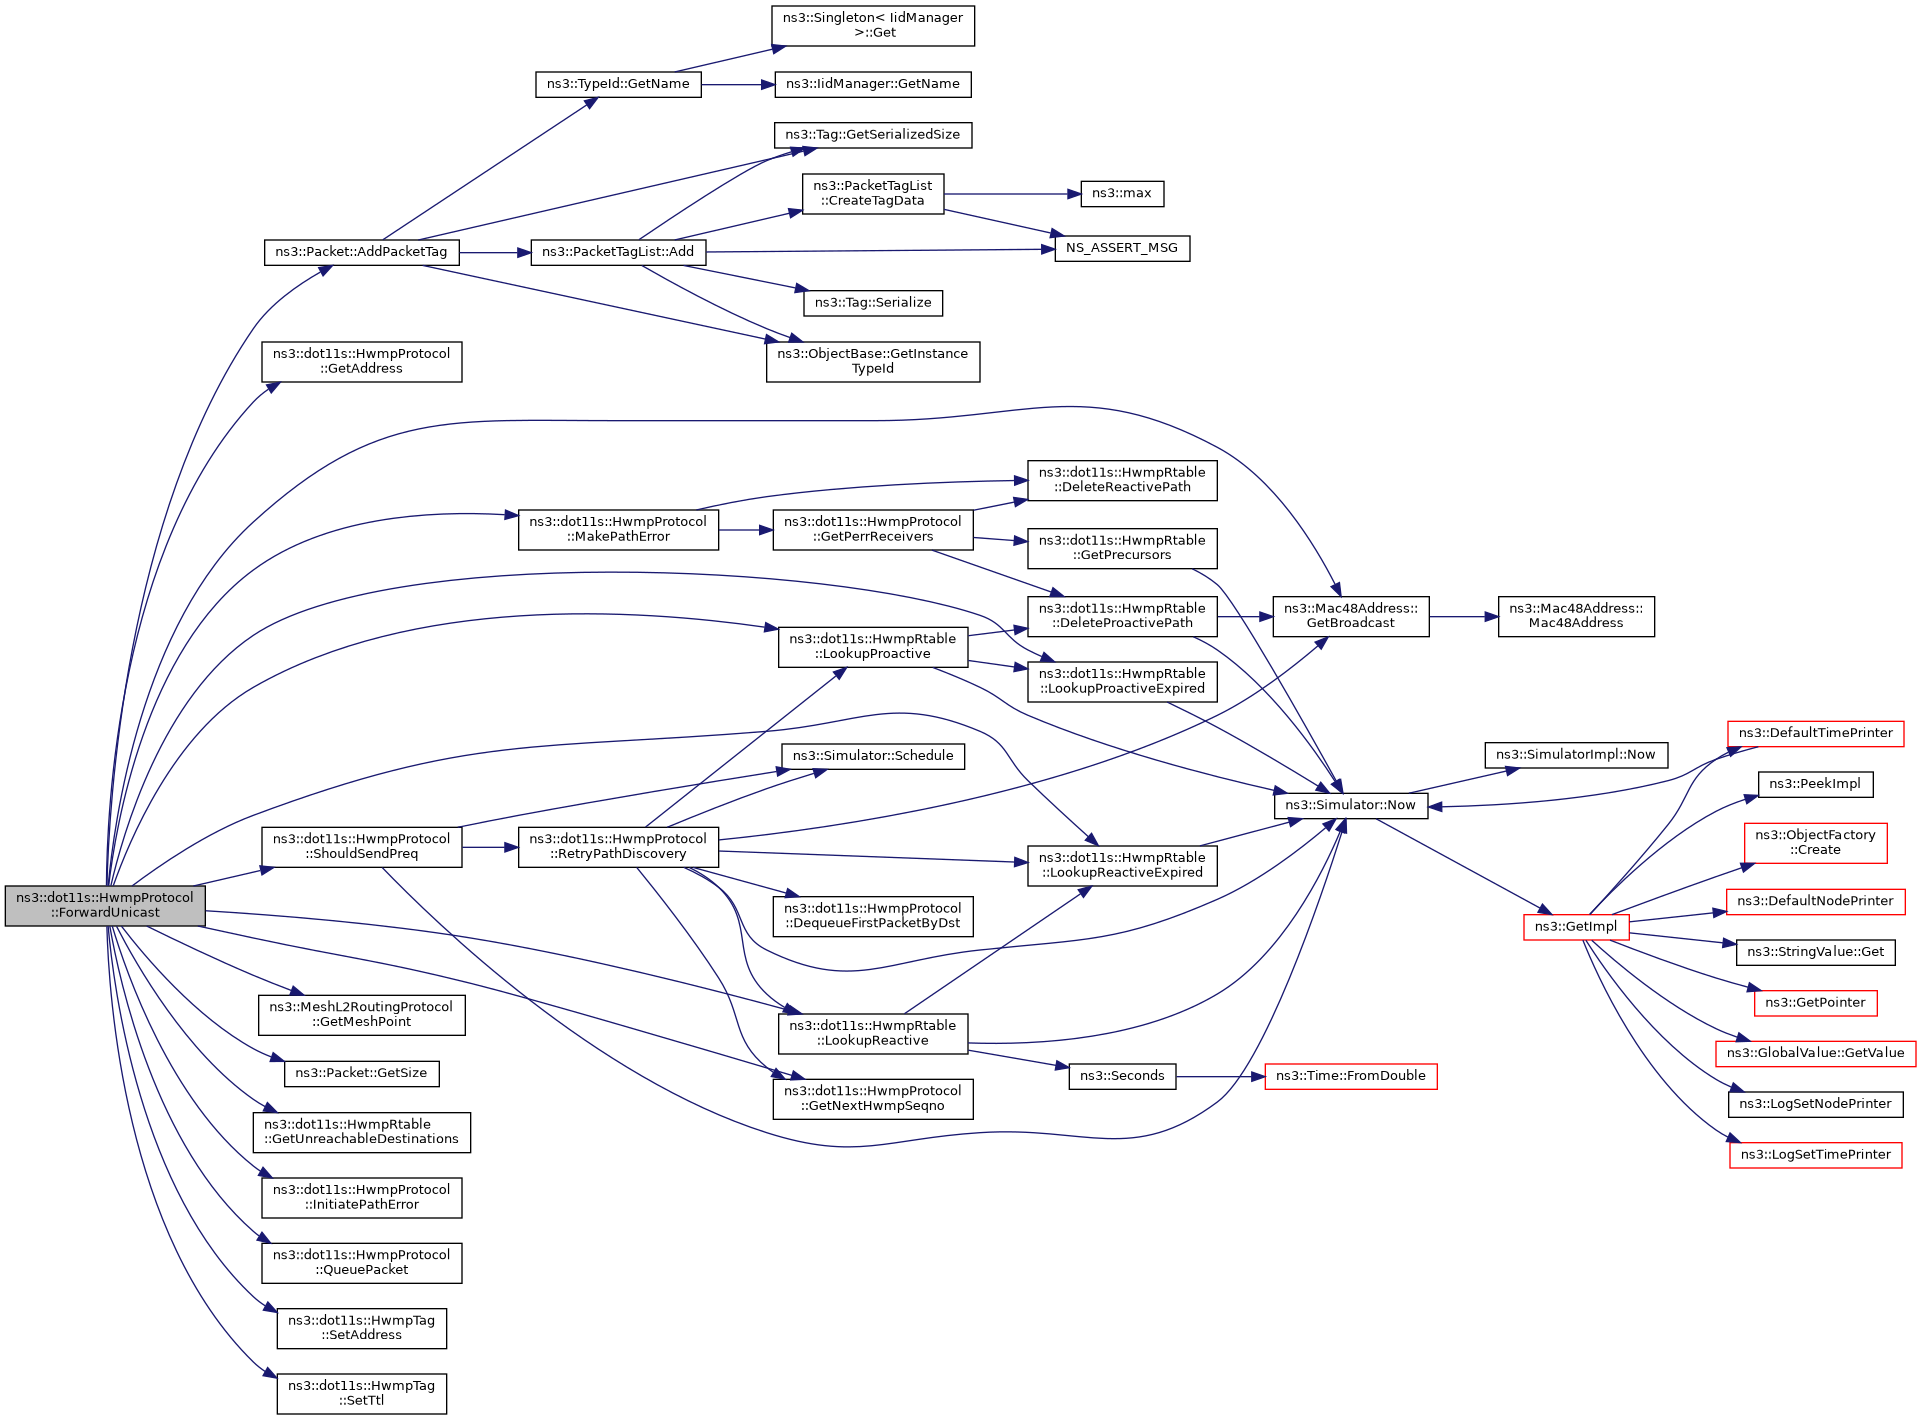 ns3::Singleton< IidManager
>::Get
ns3::TypeId::GetName
ns3::IidManager::GetName
ns3::Tag::GetSerializedSize
ns3::PacketTagList
::CreateTagData
ns3::max
ns3::Packet::AddPacketTag
ns3::PacketTagList::Add
NS_ASSERT_MSG
ns3::Tag::Serialize
ns3::dot11s::HwmpProtocol
::GetAddress
ns3::ObjectBase::GetInstance
TypeId
ns3::dot11s::HwmpRtable
::DeleteReactivePath
ns3::dot11s::HwmpProtocol
::MakePathError
ns3::dot11s::HwmpProtocol
::GetPerrReceivers
ns3::dot11s::HwmpRtable
::GetPrecursors
ns3::dot11s::HwmpRtable
::DeleteProactivePath
ns3::Mac48Address::
GetBroadcast
ns3::Mac48Address::
Mac48Address
ns3::dot11s::HwmpRtable
::LookupProactive
ns3::dot11s::HwmpRtable
::LookupProactiveExpired
ns3::DefaultTimePrinter
ns3::Simulator::Schedule
ns3::SimulatorImpl::Now
ns3::PeekImpl
ns3::Simulator::Now
ns3::dot11s::HwmpProtocol
::ShouldSendPreq
ns3::dot11s::HwmpProtocol
::RetryPathDiscovery
ns3::dot11s::HwmpRtable
::LookupReactiveExpired
ns3::ObjectFactory
::Create
ns3::dot11s::HwmpProtocol
::ForwardUnicast
ns3::dot11s::HwmpProtocol
::DequeueFirstPacketByDst
ns3::DefaultNodePrinter
ns3::GetImpl
ns3::StringValue::Get
ns3::MeshL2RoutingProtocol
::GetMeshPoint
ns3::dot11s::HwmpRtable
::LookupReactive
ns3::GetPointer
ns3::GlobalValue::GetValue
ns3::Packet::GetSize
ns3::Seconds
ns3::Time::FromDouble
ns3::dot11s::HwmpProtocol
::GetNextHwmpSeqno
ns3::LogSetNodePrinter
ns3::dot11s::HwmpRtable
::GetUnreachableDestinations
ns3::LogSetTimePrinter
ns3::dot11s::HwmpProtocol
::InitiatePathError
ns3::dot11s::HwmpProtocol
::QueuePacket
ns3::dot11s::HwmpTag
::SetAddress
ns3::dot11s::HwmpTag
::SetTtl